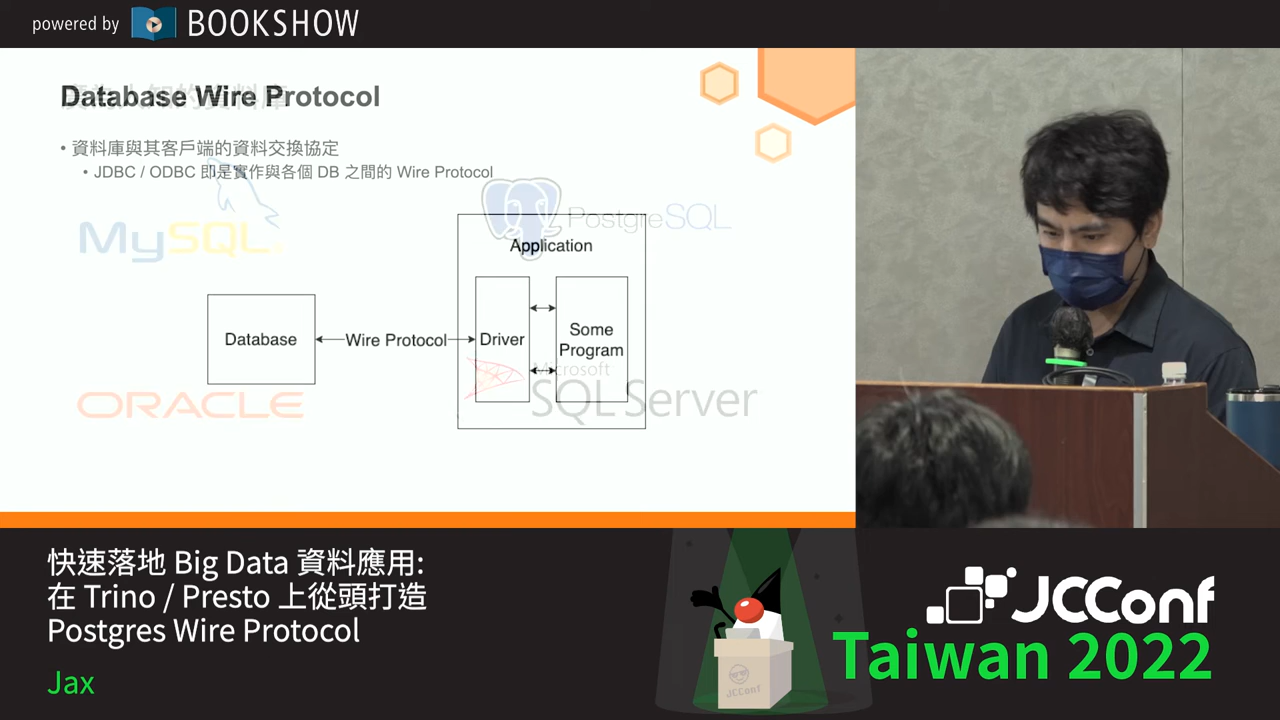 powered by BOOKSHOW
Database Wire Protocol
• 資料庫與其客戶端的資料交換協定
• JDBC / ODBC 即是實作與各個 DB 之間的 Wire Protocol
MySQL
PostgreSQL
Application
Database
Wire Protocol
Driver
Some
Program
ORACLE
Microsoft
SQL Server
快速落地 Big Data 資料應用:
在 Trino / Presto 上從頭打造
Postgres Wire Protocol
Jax
JCConf
JCConf
Taiwan 2022